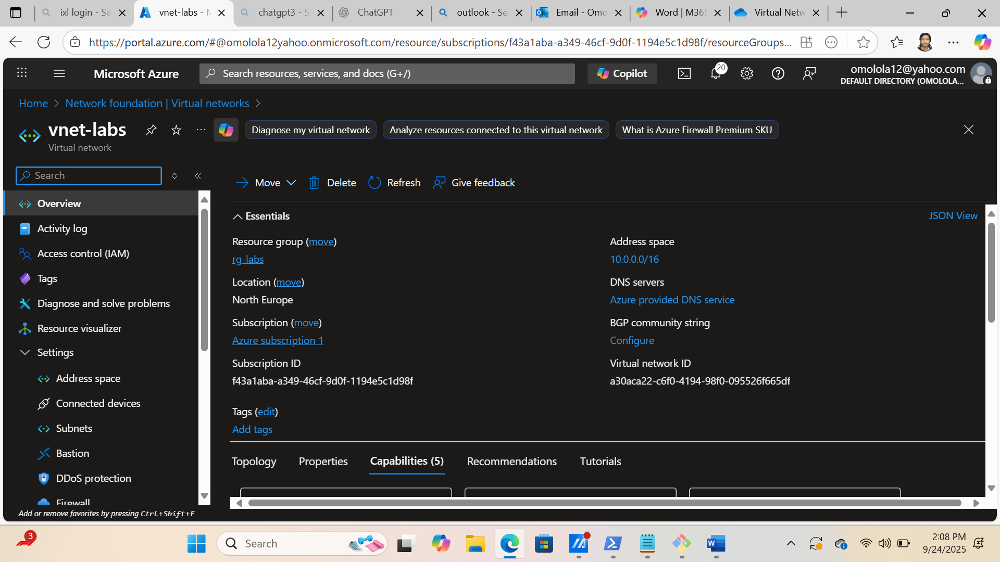 ixl login - Se
vnet-labs - M
chatgpt3 - S
ChatGPT
outlook - Se
Email - Omo
Word | M365
Virtual Netw
https://portal.azure.com/#@omolola12yahoo.onmicrosoft.com/resource/subscriptions/f43a1aba-a349-46cf-9d0f-1194e5c1d98f/resourceGroups...
Microsoft Azure
Search resources, services, and docs (G+/)
Copilot
20
omolola12@yahoo.com
DEFAULT DIRECTORY (OMOLOLA...
Home > Network foundation | Virtual networks >
vnet-labs
Virtual network
Diagnose my virtual network
Analyze resources connected to this virtual network
What is Azure Firewall Premium SKU
Search
Move
Delete
Refresh
Give feedback
Overview
Activity log
Access control (IAM)
Tags
Diagnose and solve problems
Resource visualizer
Settings
Address space
Connected devices
Subnets
Bastion
DDoS protection
Firewall
Add or remove favorites by pressing Ctrl+Shift+F
Essentials
JSON View
Resource group (move)
rg-labs
Location (move)
North Europe
Subscription (move)
Azure subscription 1
Subscription ID
f43a1aba-a349-46cf-9d0f-1194e5c1d98f
Address space
10.0.0.0/16
DNS servers
Azure provided DNS service
BGP community string
Configure
Virtual network ID
a30aca22-c6f0-4194-98f0-095526f665df
Tags (edit)
Add tags
Topology
Properties
Capabilities (5)
Recommendations
Tutorials
3
Search
2:08 PM
9/24/2025